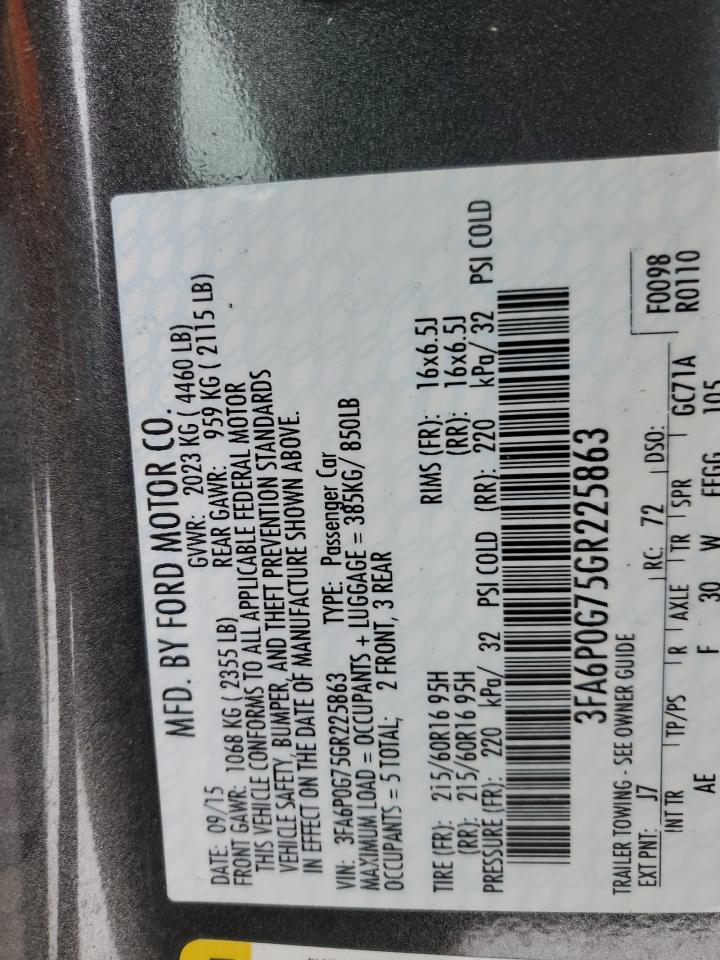 MFD. BY FORD MOTOR CO.
DATE: 09/15 GVWR: 2023 KG ( 4460 LB)
FRONT GAWR: 1068 KG ( 2355 LB) REAR GAWR: 959 KG ( 2115 LB)
THIS VEHICLE CONFORMS TO ALL APPLICABLE FEDERAL MOTOR
VEHICLE SAFETY, BUMPER, AND THEFT PREVENTION STANDARDS
IN EFFECT ON THE DATE OF MANUFACTURE SHOWN ABOVE.
VIN: 3FA6P0G75GR225863 TYPE: Passenger Car
MAXIMUM LOAD = OCCUPANTS + LUGGAGE = 385KG/ 850LB
OCCUPANTS = 5 TOTAL; 2 FRONT, 3 REAR
TIRE (FR): 215/60R16 95H RIMS (FR): 16x6.5J
(RR): 215/60R16 95H (RR): 16x6.5J
PRESSURE (FR): 220 kPa/ 32 PSI COLD (RR): 220 kPa/ 32 PSI COLD
3FA6P0G75GR225863
TRAILER TOWING - SEE OWNER GUIDE F0098
EXT PNT: J7 RC: 72 DSO: R0110
INT TR TP/PS R AXLE TR SPR GC71A
AE F 30 W EFGG 105